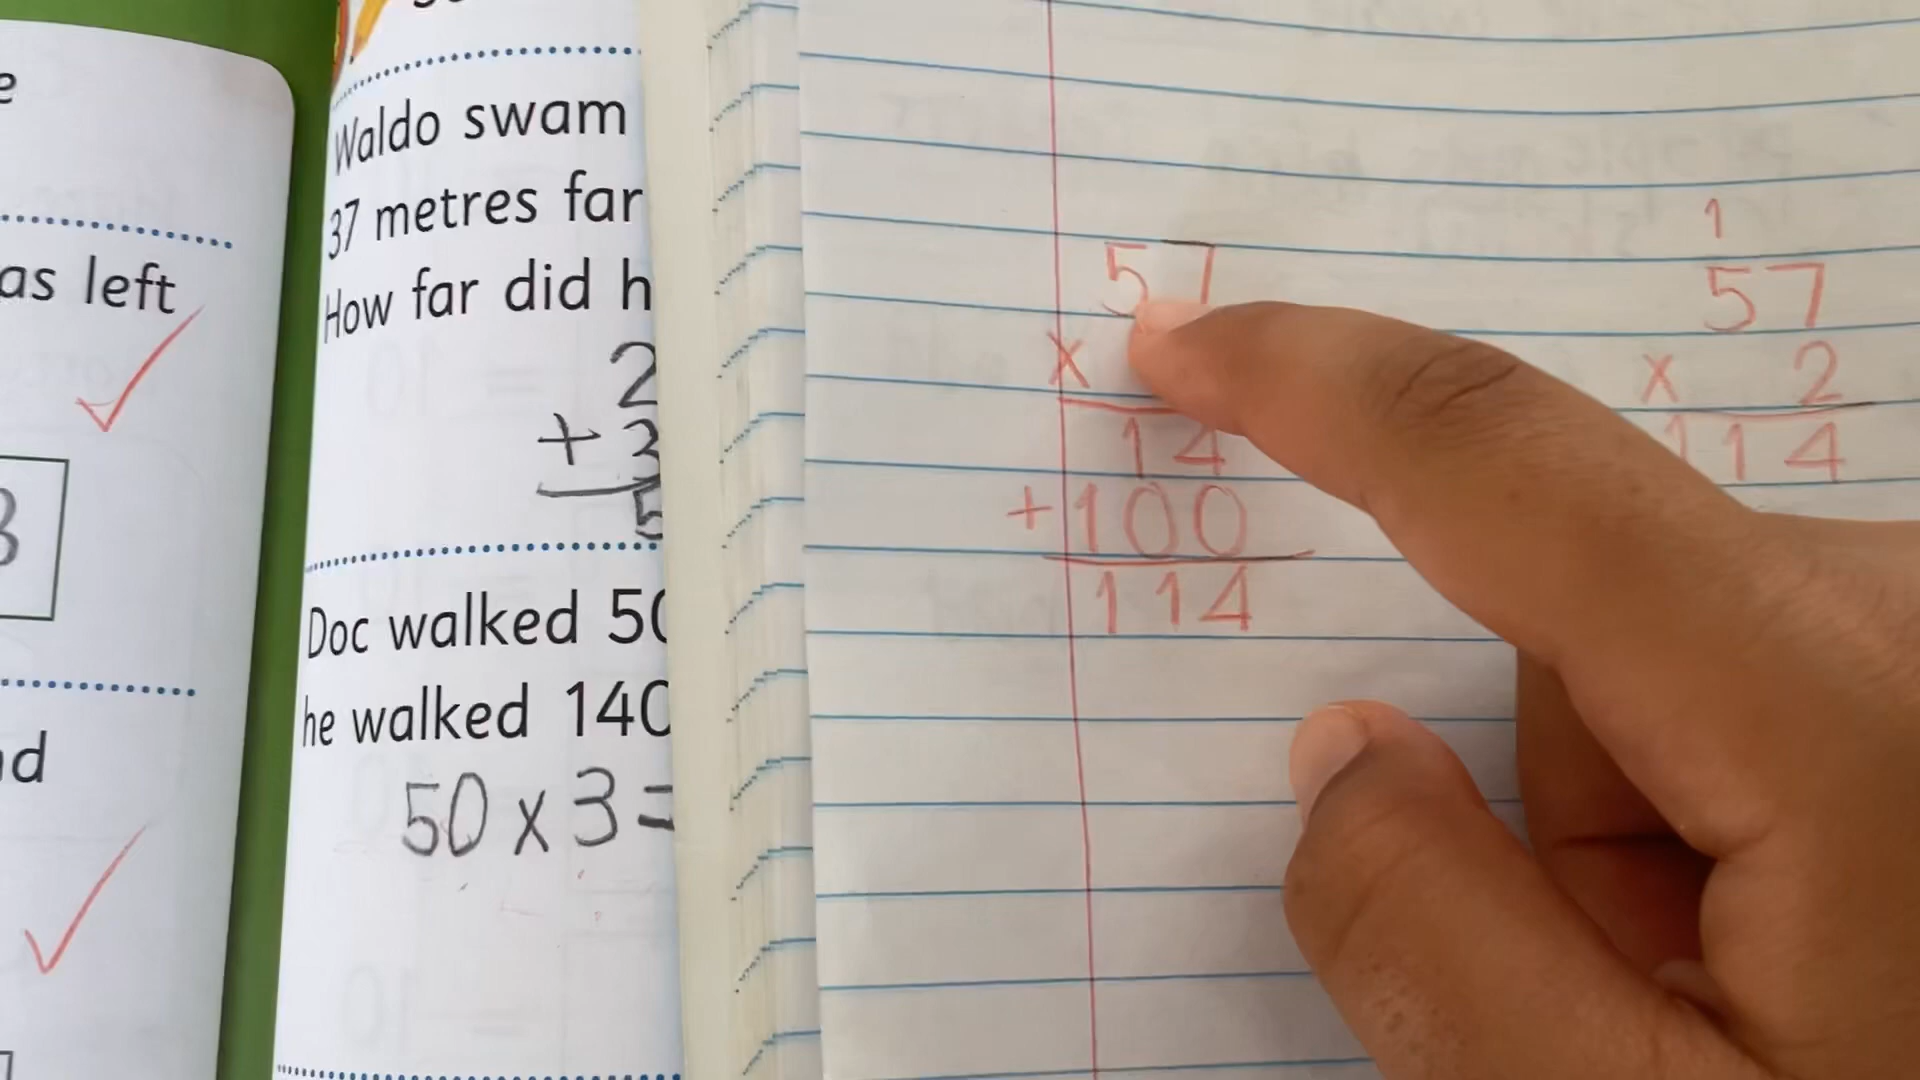 e
as left
3
nd
Waldo swam
37 metres far
How far did h
2
+ 3
5
Doc walked 50
he walked 140
50 x 3 =
57
x
14
+100
114
1
57
x 2
114